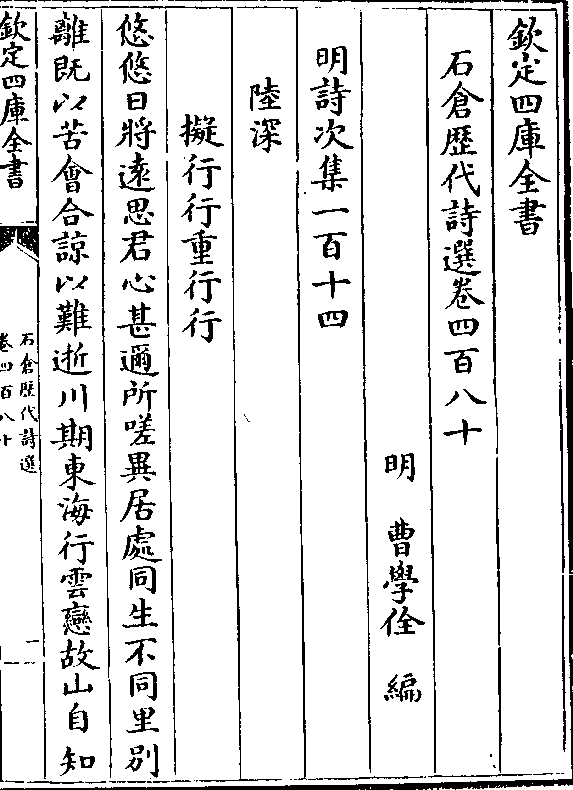 欽定四庫全書
石倉歷代詩選卷四百八十
明 曹學佺 編
明詩次集一百十四
陸深
擬行行重行行
悠悠日將遠思君心甚邇所嗟異居處同生不同里別
離既以苦會合諒以難逝川期東海行雲戀故山自知
欽定四庫全書
石倉歷代詩選
卷四百八十
一